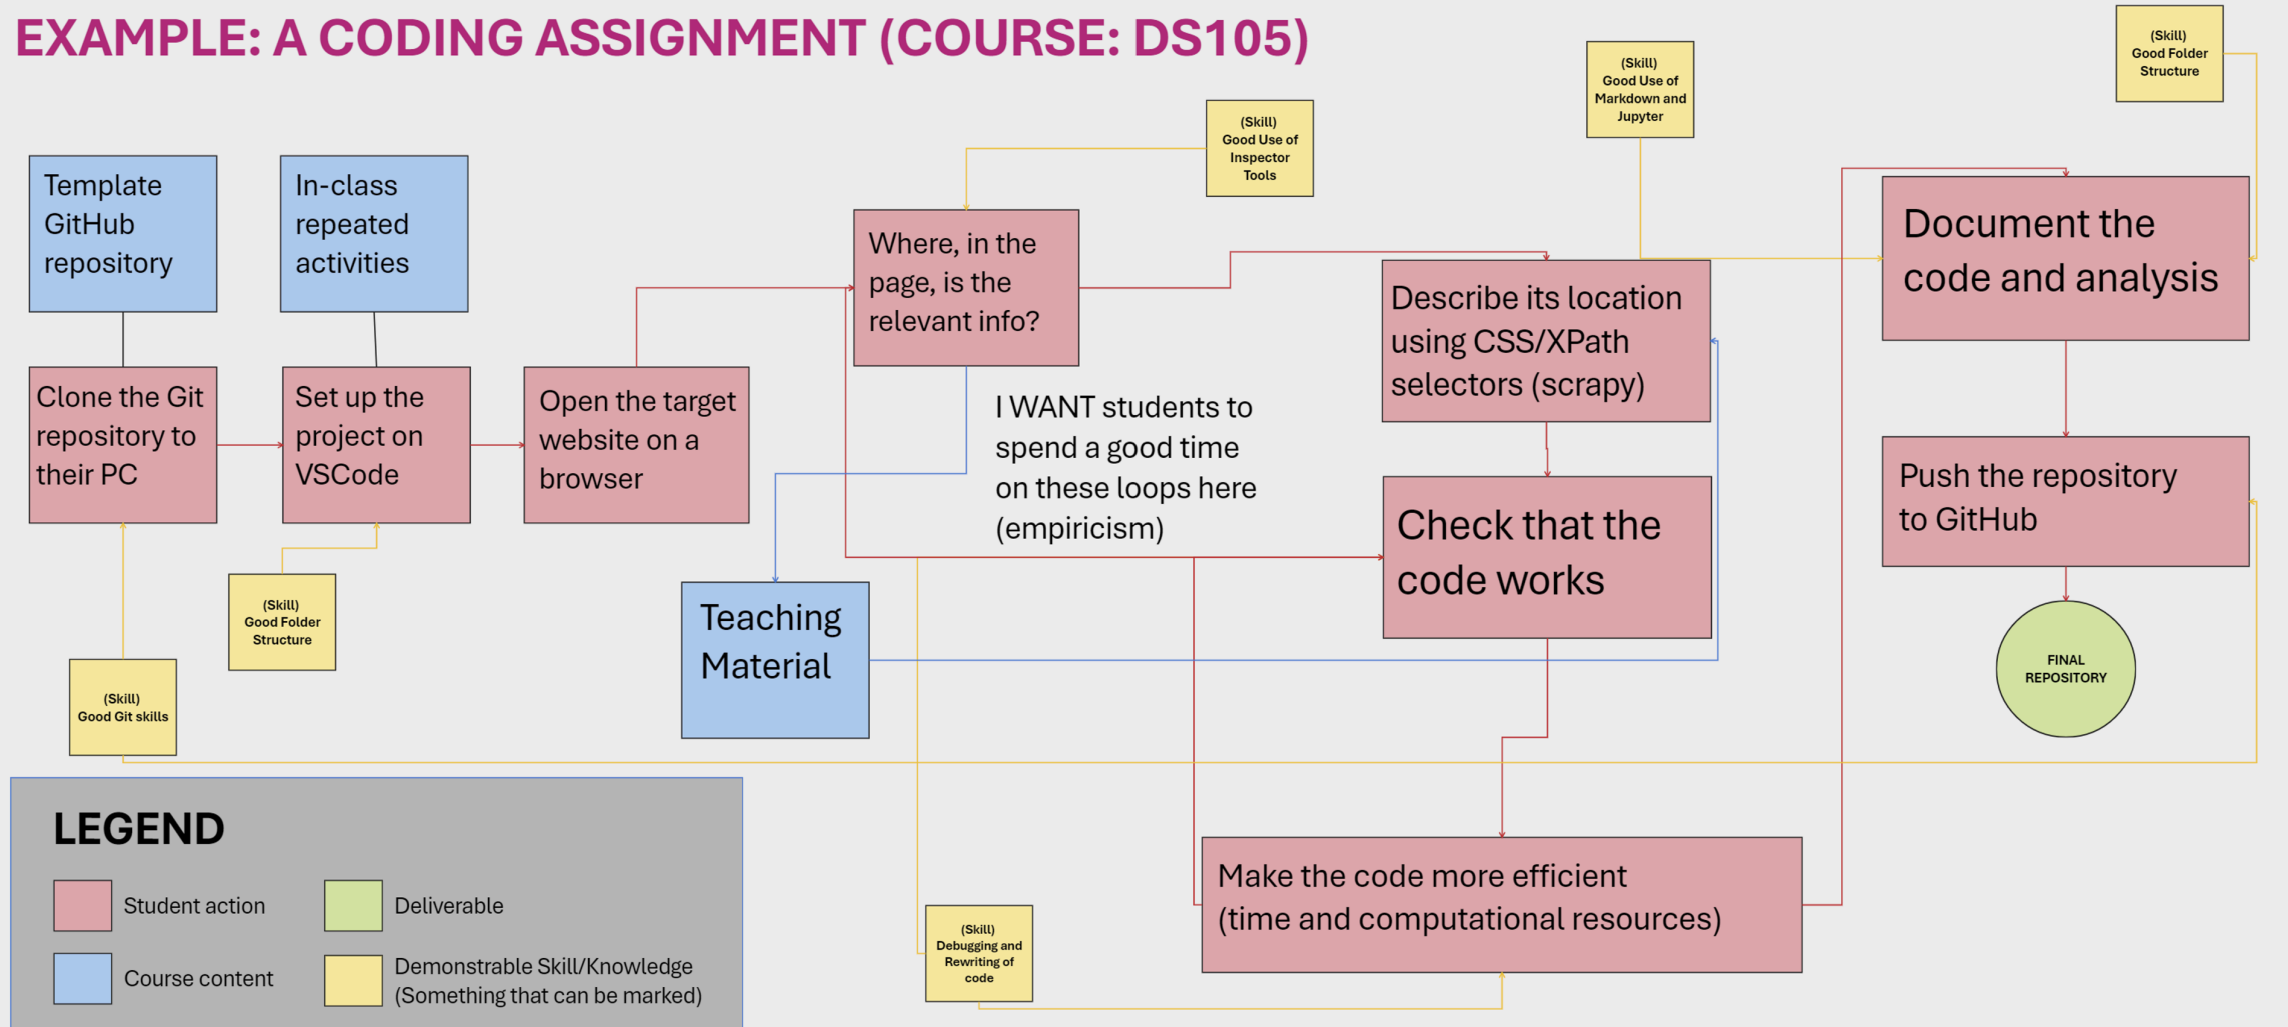 EXAMPLE: A CODING ASSIGNMENT (COURSE: DS105)
(Skill)
Good Folder
Structure
(Skill)
Good Use of
Markdown and
Jupyter
(Skill)
Good Use of
Inspector
Tools
Template
GitHub
repository
In-class
repeated
activities
Where, in the
page, is the
relevant info?
Document the
code and analysis
Describe its location
using CSS/XPath
selectors (scrapy)
Clone the Git
repository to
their PC
Set up the
project on
VSCode
Open the target
website on a
browser
I WANT students to
spend a good time
on these loops here
(empiricism)
Check that the
code works
Push the repository
to GitHub
(Skill)
Good Folder
Structure
Teaching
Material
FINAL
REPOSITORY
(Skill)
Good Git skills
Make the code more efficient
(time and computational resources)
(Skill)
Debugging and
Rewriting of
code
LEGEND
Student action
Deliverable
Course content
Demonstrable Skill/Knowledge
(Something that can be marked)